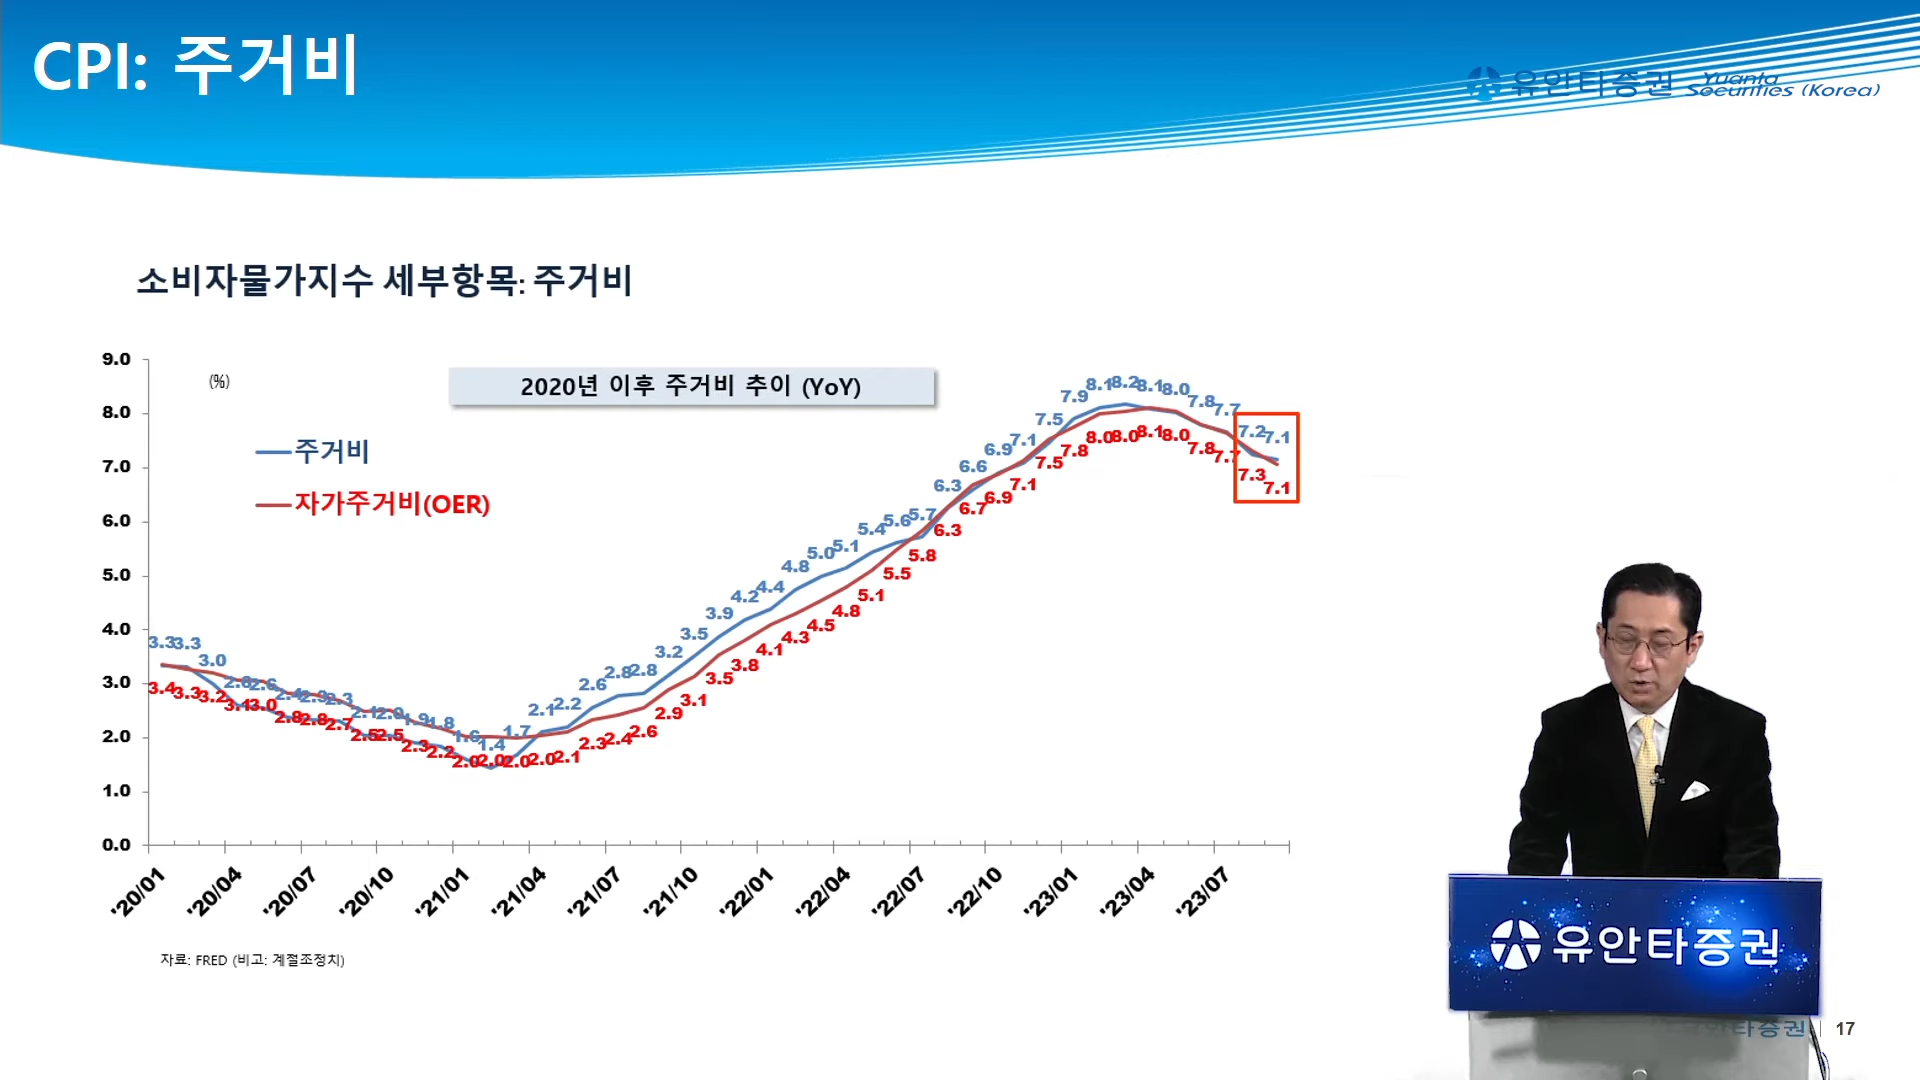 CPI: 주거비
유안타증권 Yuanta Securities (Korea)
소비자물가지수 세부항목: 주거비
(%)
2020년 이후 주거비 추이 (YoY)
주거비
자가주거비(OER)
9.0
8.0
7.0
6.0
5.0
4.0
3.0
2.0
1.0
0.0
3.3 3.3 3.0 2.6 2.6 2.4 2.3 2.3 2.1 2.0 1.9 1.8 1.6 1.4 1.7 2.1 2.2 2.6 2.8 2.8 3.2 3.5 3.9 4.2 4.4 4.8 5.0 5.1 5.4 5.6 5.7 6.3 6.6 6.9 7.1 7.5 7.9 8.1 8.2 8.1 8.0 7.8 7.7 7.2 7.1
3.4 3.3 3.2 3.1 3.0 2.8 2.8 2.7 2.5 2.5 2.3 2.2 2.0 2.0 2.0 2.0 2.1 2.3 2.4 2.6 2.9 3.1 3.5 3.8 4.1 4.3 4.5 4.8 5.1 5.5 5.8 6.3 6.7 6.9 7.1 7.5 7.8 8.0 8.0 8.1 8.0 7.8 7.7 7.3 7.1
'20/01 '20/04 '20/07 '20/10 '21/01 '21/04 '21/07 '21/10 '22/01 '22/04 '22/07 '22/10 '23/01 '23/04 '23/07
자료: FRED (비고: 계절조정치)
유안타증권
타증권 17